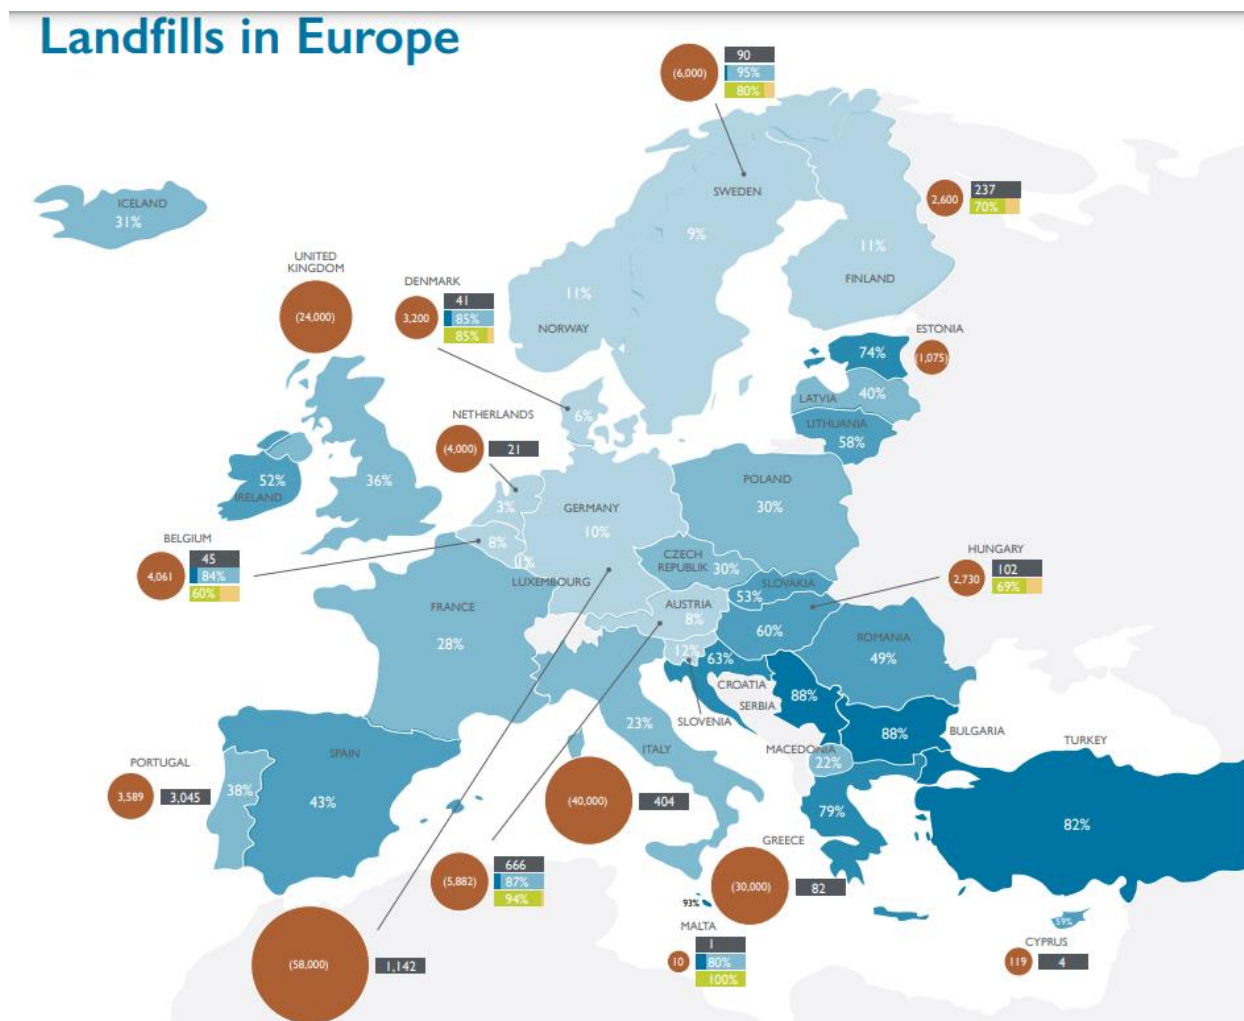 Landfills in Europe
90
(6,000)
95%
80%
SWEDEN
9%
237
2,600
70%
11%
FINLAND
ICELAND
31%
UNITED
KINGDOM
(24,000)
DENMARK
41
3,200
85%
85%
11%
NORWAY
ESTONIA
74%
(1,075)
LATVIA
40%
LITHUANIA
58%
6%
NETHERLANDS
(4,000)
21
3%
52%
IRELAND
36%
GERMANY
10%
POLAND
30%
BELGIUM
45
4,061
84%
60%
8%
LUXEMBOURG
CZECH
REPUBLIK
30%
HUNGARY
102
2,730
69%
SLOVAKIA
53%
AUSTRIA
8%
FRANCE
28%
60%
ROMANIA
49%
12%
63%
CROATIA
SERBIA
88%
SLOVENIA
88%
BULGARIA
23%
ITALY
MACEDONIA
22%
TURKEY
82%
PORTUGAL
3,589
3,045
38%
SPAIN
43%
(40,000)
404
79%
GREECE
(30,000)
82
666
(5,882)
87%
94%
93%
MALTA
1
10
80%
100%
59%
CYPRUS
119
4
(58,000)
1,142